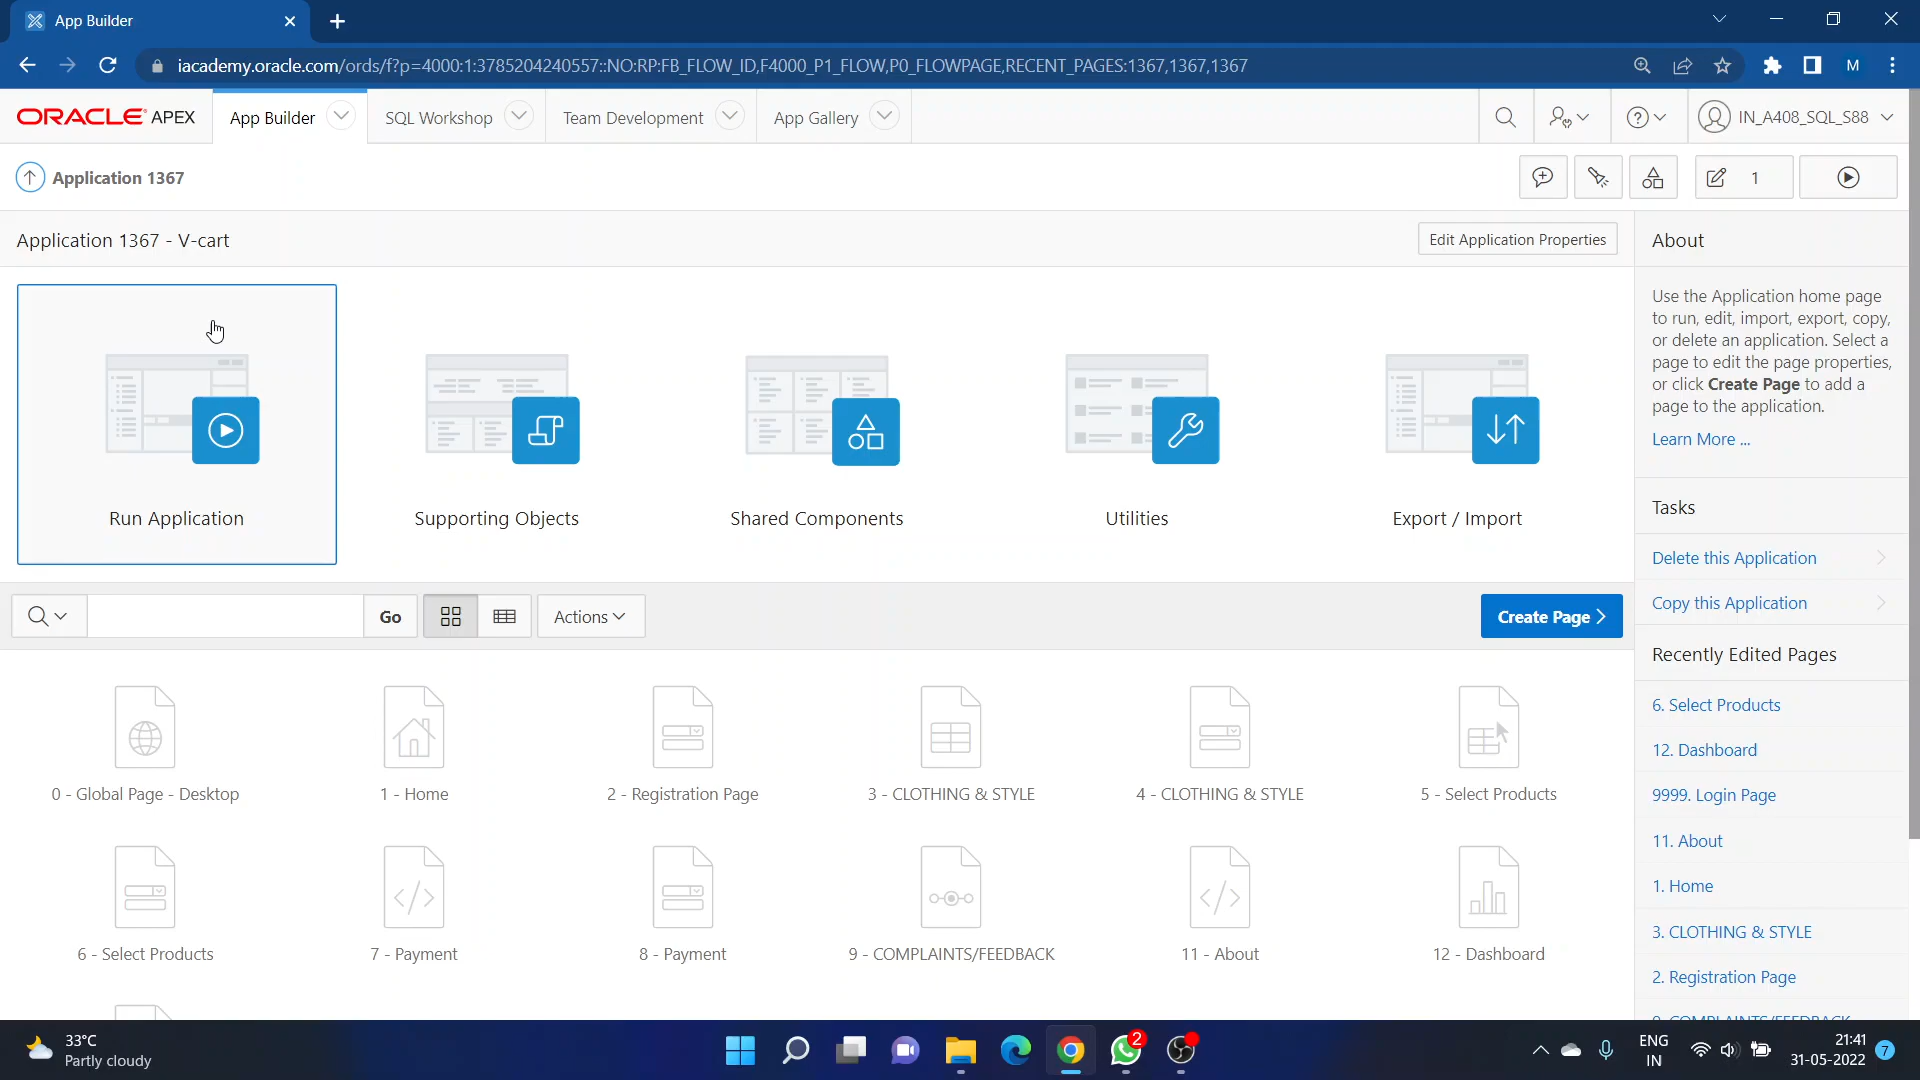 App Builder
iacademy.oracle.com/ords/f?p=4000:1:3785204240557::NO:RP:FB_FLOW_ID,F4000_P1_FLOW,P0_FLOWPAGE,RECENT_PAGES:1367,1367,1367
M
ORACLE APEX
App Builder
SQL Workshop
Team Development
App Gallery
IN_A408_SQL_S88
Application 1367
1
Application 1367 - V-cart
Edit Application Properties
Run Application
Supporting Objects
Shared Components
Utilities
Export / Import
Go
Actions
Create Page
0 - Global Page - Desktop
1 - Home
2 - Registration Page
3 - CLOTHING & STYLE
4 - CLOTHING & STYLE
5 - Select Products
6 - Select Products
7 - Payment
8 - Payment
9 - COMPLAINTS/FEEDBACK
11 - About
12 - Dashboard
About
Use the Application home page
to run, edit, import, export, copy,
or delete an application. Select a
page to edit the page properties,
or click Create Page to add a
page to the application.
Learn More ...
Tasks
Delete this Application
Copy this Application
Recently Edited Pages
6. Select Products
12. Dashboard
9999. Login Page
11. About
1. Home
3. CLOTHING & STYLE
2. Registration Page
33°C
Partly cloudy
2
ENG
IN
21:41
31-05-2022
7